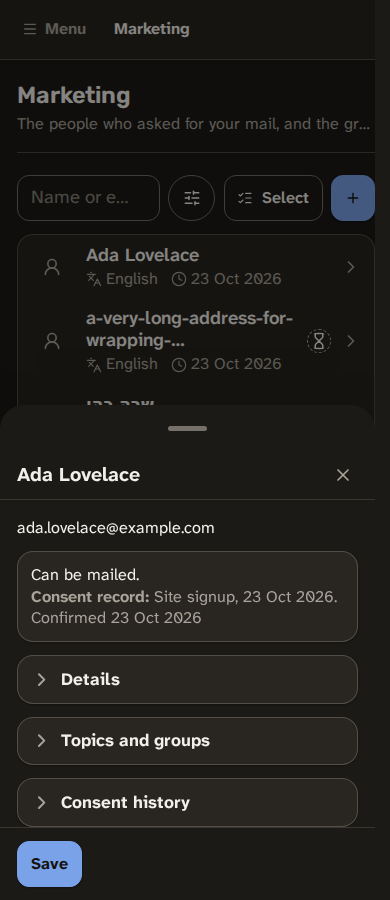 Menu
Marketing
Marketing
The people who asked for your mail, and the gr...
Name or e...
Select
Ada Lovelace
English 23 Oct 2026
a-very-long-address-for-
wrapping-...
English 23 Oct 2026
Ada Lovelace
ada.lovelace@example.com
Can be mailed.
Consent record: Site signup, 23 Oct 2026.
Confirmed 23 Oct 2026
Details
Topics and groups
Consent history
Save